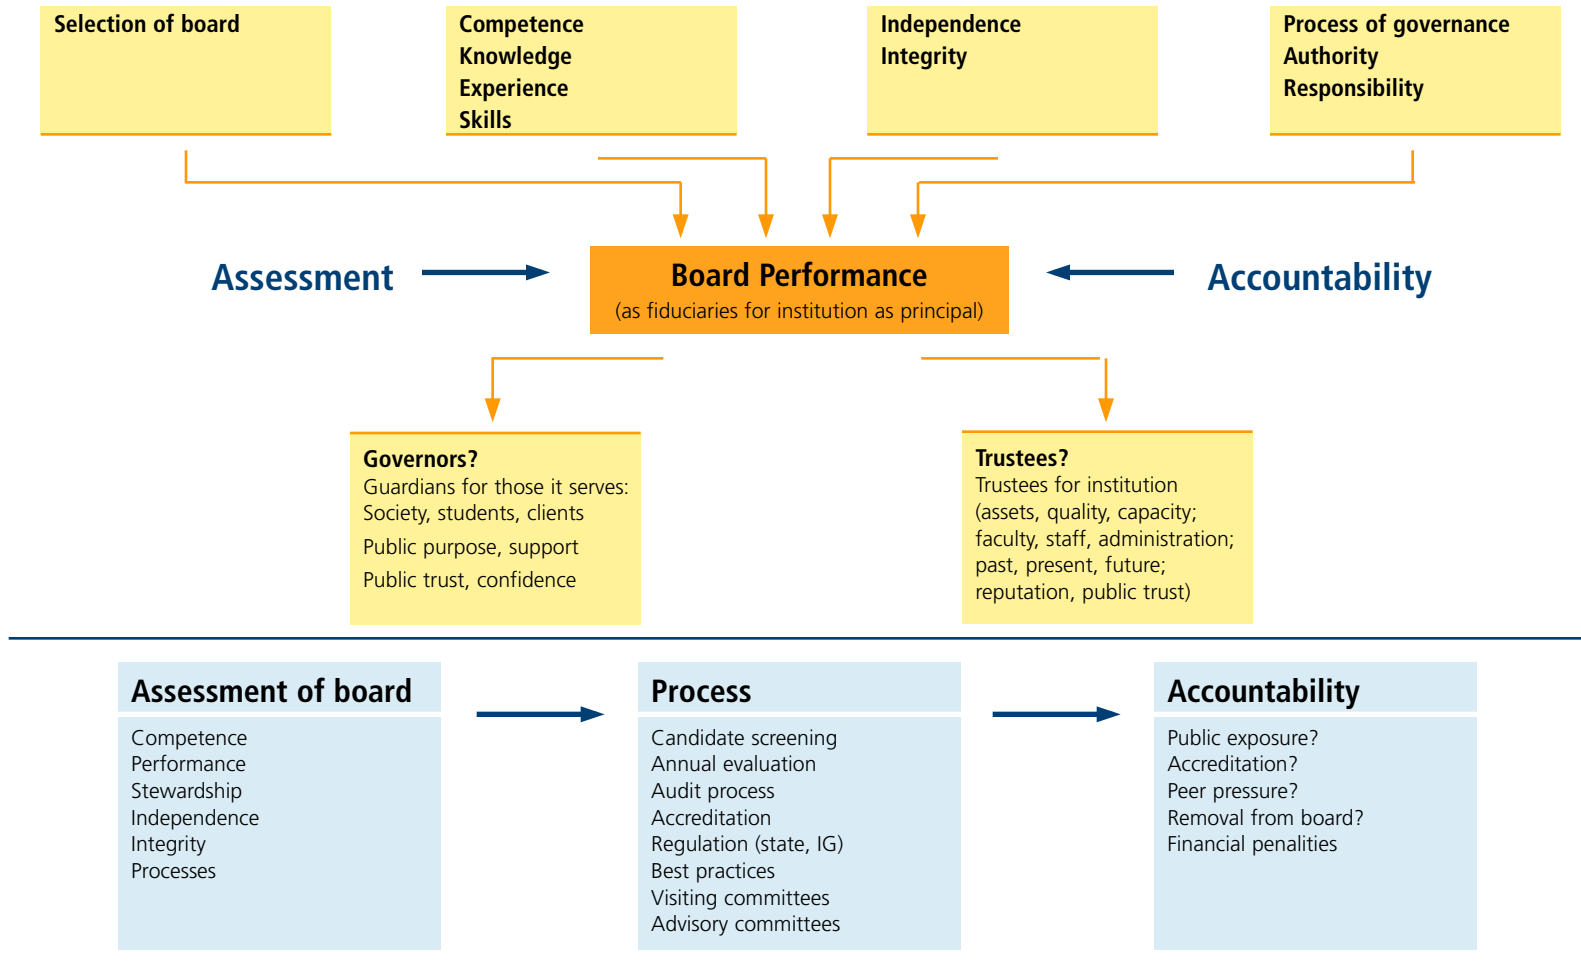 Selection of board
Competence
Knowledge
Experience
Skills
Independence
Integrity
Process of governance
Authority
Responsibility
Assessment
Board Performance
(as fiduciaries for institution as principal)
Accountability
Governors?
Guardians for those it serves:
Society, students, clients
Public purpose, support
Public trust, confidence
Trustees?
Trustees for institution
(assets, quality, capacity;
faculty, staff, administration;
past, present, future;
reputation, public trust)
Assessment of board
Competence
Performance
Stewardship
Independence
Integrity
Processes
Process
Candidate screening
Annual evaluation
Audit process
Accreditation
Regulation (state, IG)
Best practices
Visiting committees
Advisory committees
Accountability
Public exposure?
Accreditation?
Peer pressure?
Removal from board?
Financial penalities